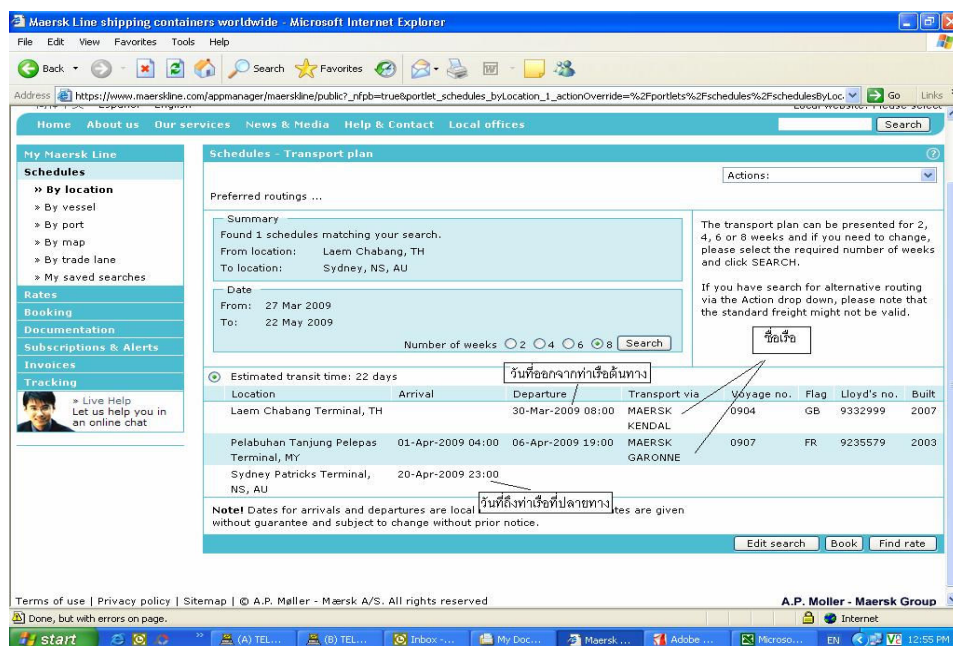 Maersk Line shipping containers worldwide - Microsoft Internet Explorer
File Edit View Favorites Tools Help
Back Search Favorites
Address https://www.maerskline.com/appmanager/maerskline/public?_nfpb=true&portlet_schedules_byLocation_1_actionOverride=%2Fportlets%2Fschedules%2FschedulesByLoc Go Links
Home About us Our services News & Media Help & Contact Local offices Search
My Maersk Line
Schedules
» By location
» By vessel
» By port
» By map
» By trade lane
» My saved searches
Rates
Booking
Documentation
Subscriptions & Alerts
Invoices
Tracking
» Live Help
Let us help you in
an online chat
Schedules - Transport plan
Actions:
Preferred routings ...
Summary
Found 1 schedules matching your search.
From location: Laem Chabang, TH
To location: Sydney, NS, AU
Date
From: 27 Mar 2009
To: 22 May 2009
Number of weeks 2 4 6 8 Search
The transport plan can be presented for 2,
4, 6 or 8 weeks and if you need to change,
please select the required number of weeks
and click SEARCH.
If you have search for alternative routing
via the Action drop down, please note that
the standard freight might not be valid.
ชื่อเรือ
วันที่ออกจากท่าเรือต้นทาง
Estimated transit time: 22 days
Location Arrival Departure Transport via Voyage no. Flag Lloyd's no. Built
Laem Chabang Terminal, TH 30-Mar-2009 08:00 MAERSK 0904 GB 9332999 2007
KENDAL
Pelabuhan Tanjung Pelepas 01-Apr-2009 04:00 06-Apr-2009 19:00 MAERSK 0907 FR 9235579 2003
Terminal, MY GARONNE
Sydney Patricks Terminal, 20-Apr-2009 23:00
NS, AU
วันที่ถึงท่าเรือที่ปลายทาง
Note! Dates for arrivals and departures are local are given
without guarantee and subject to change without prior notice.
Edit search Book Find rate
Terms of use | Privacy policy | Sitemap | © A.P. Møller - Mærsk A/S. All rights reserved A.P. Moller - Maersk Group
Done, but with errors on page. Internet
start (A) TEL... (B) TEL... Inbox -... My Doc... Maersk ... Adobe ... Microso... EN 12:55 PM